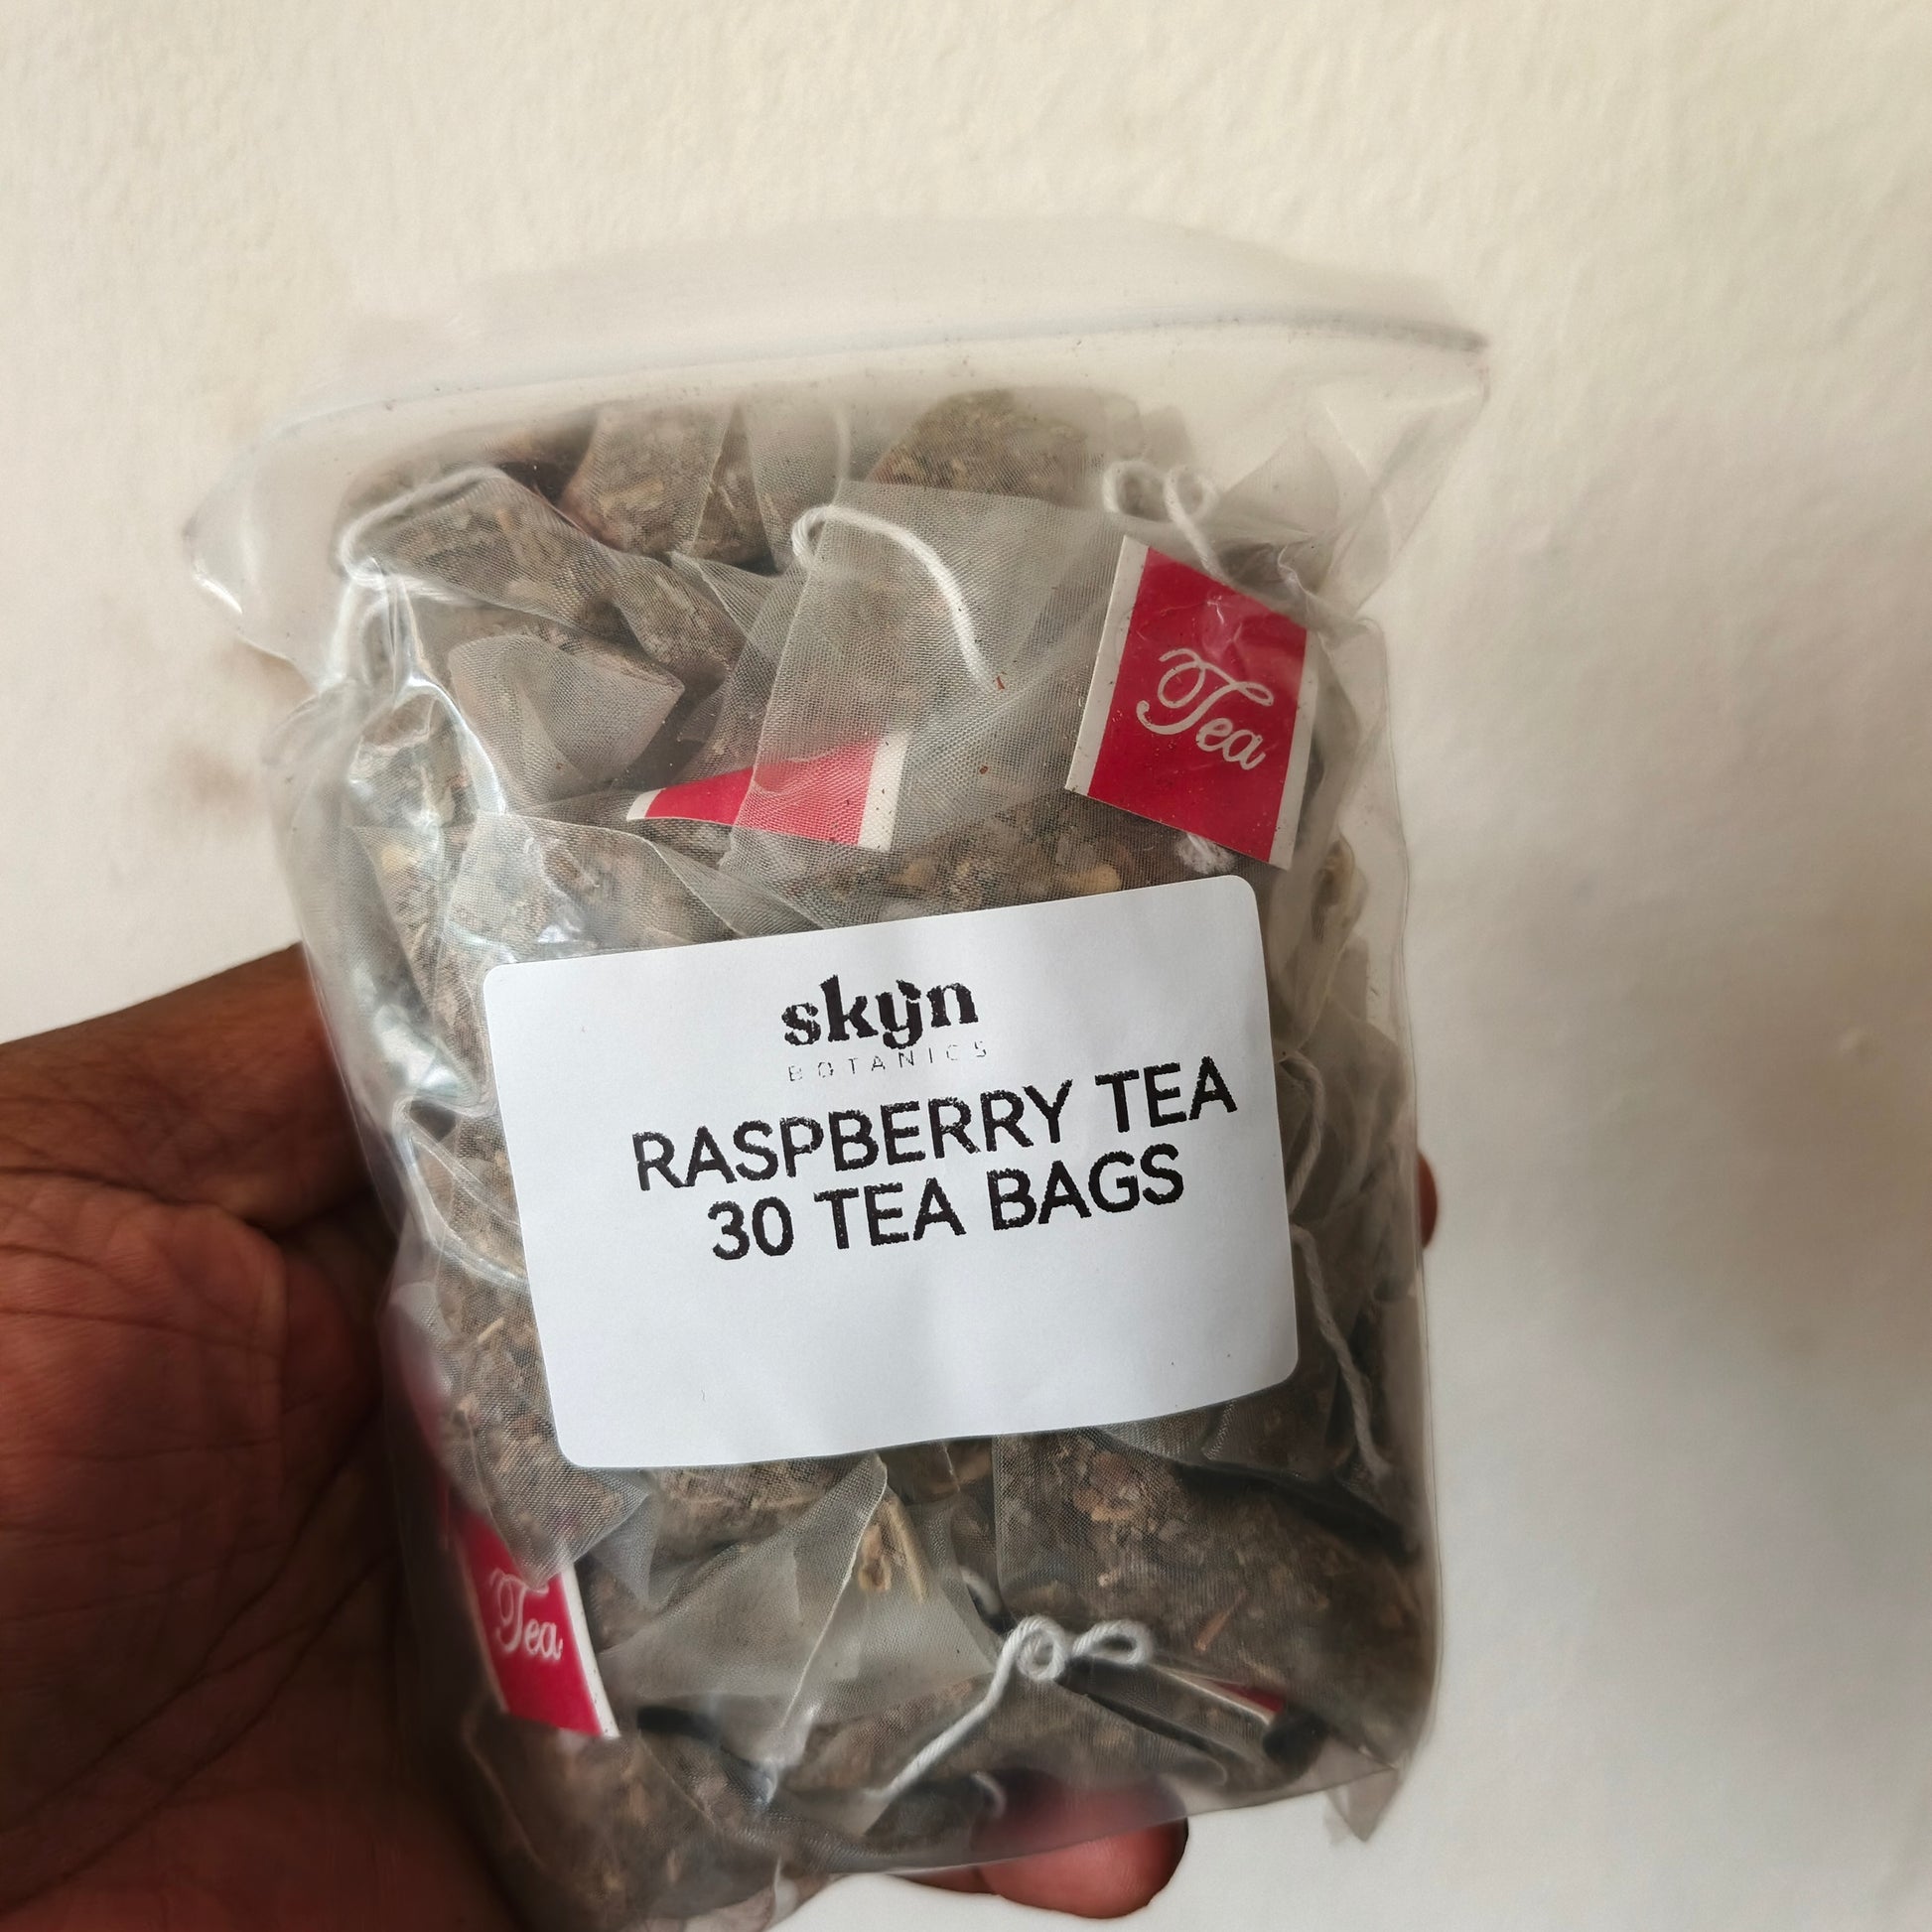 Tea
skyn
BOTANICS
RASPBERRY TEA
30 TEA BAGS
Tea